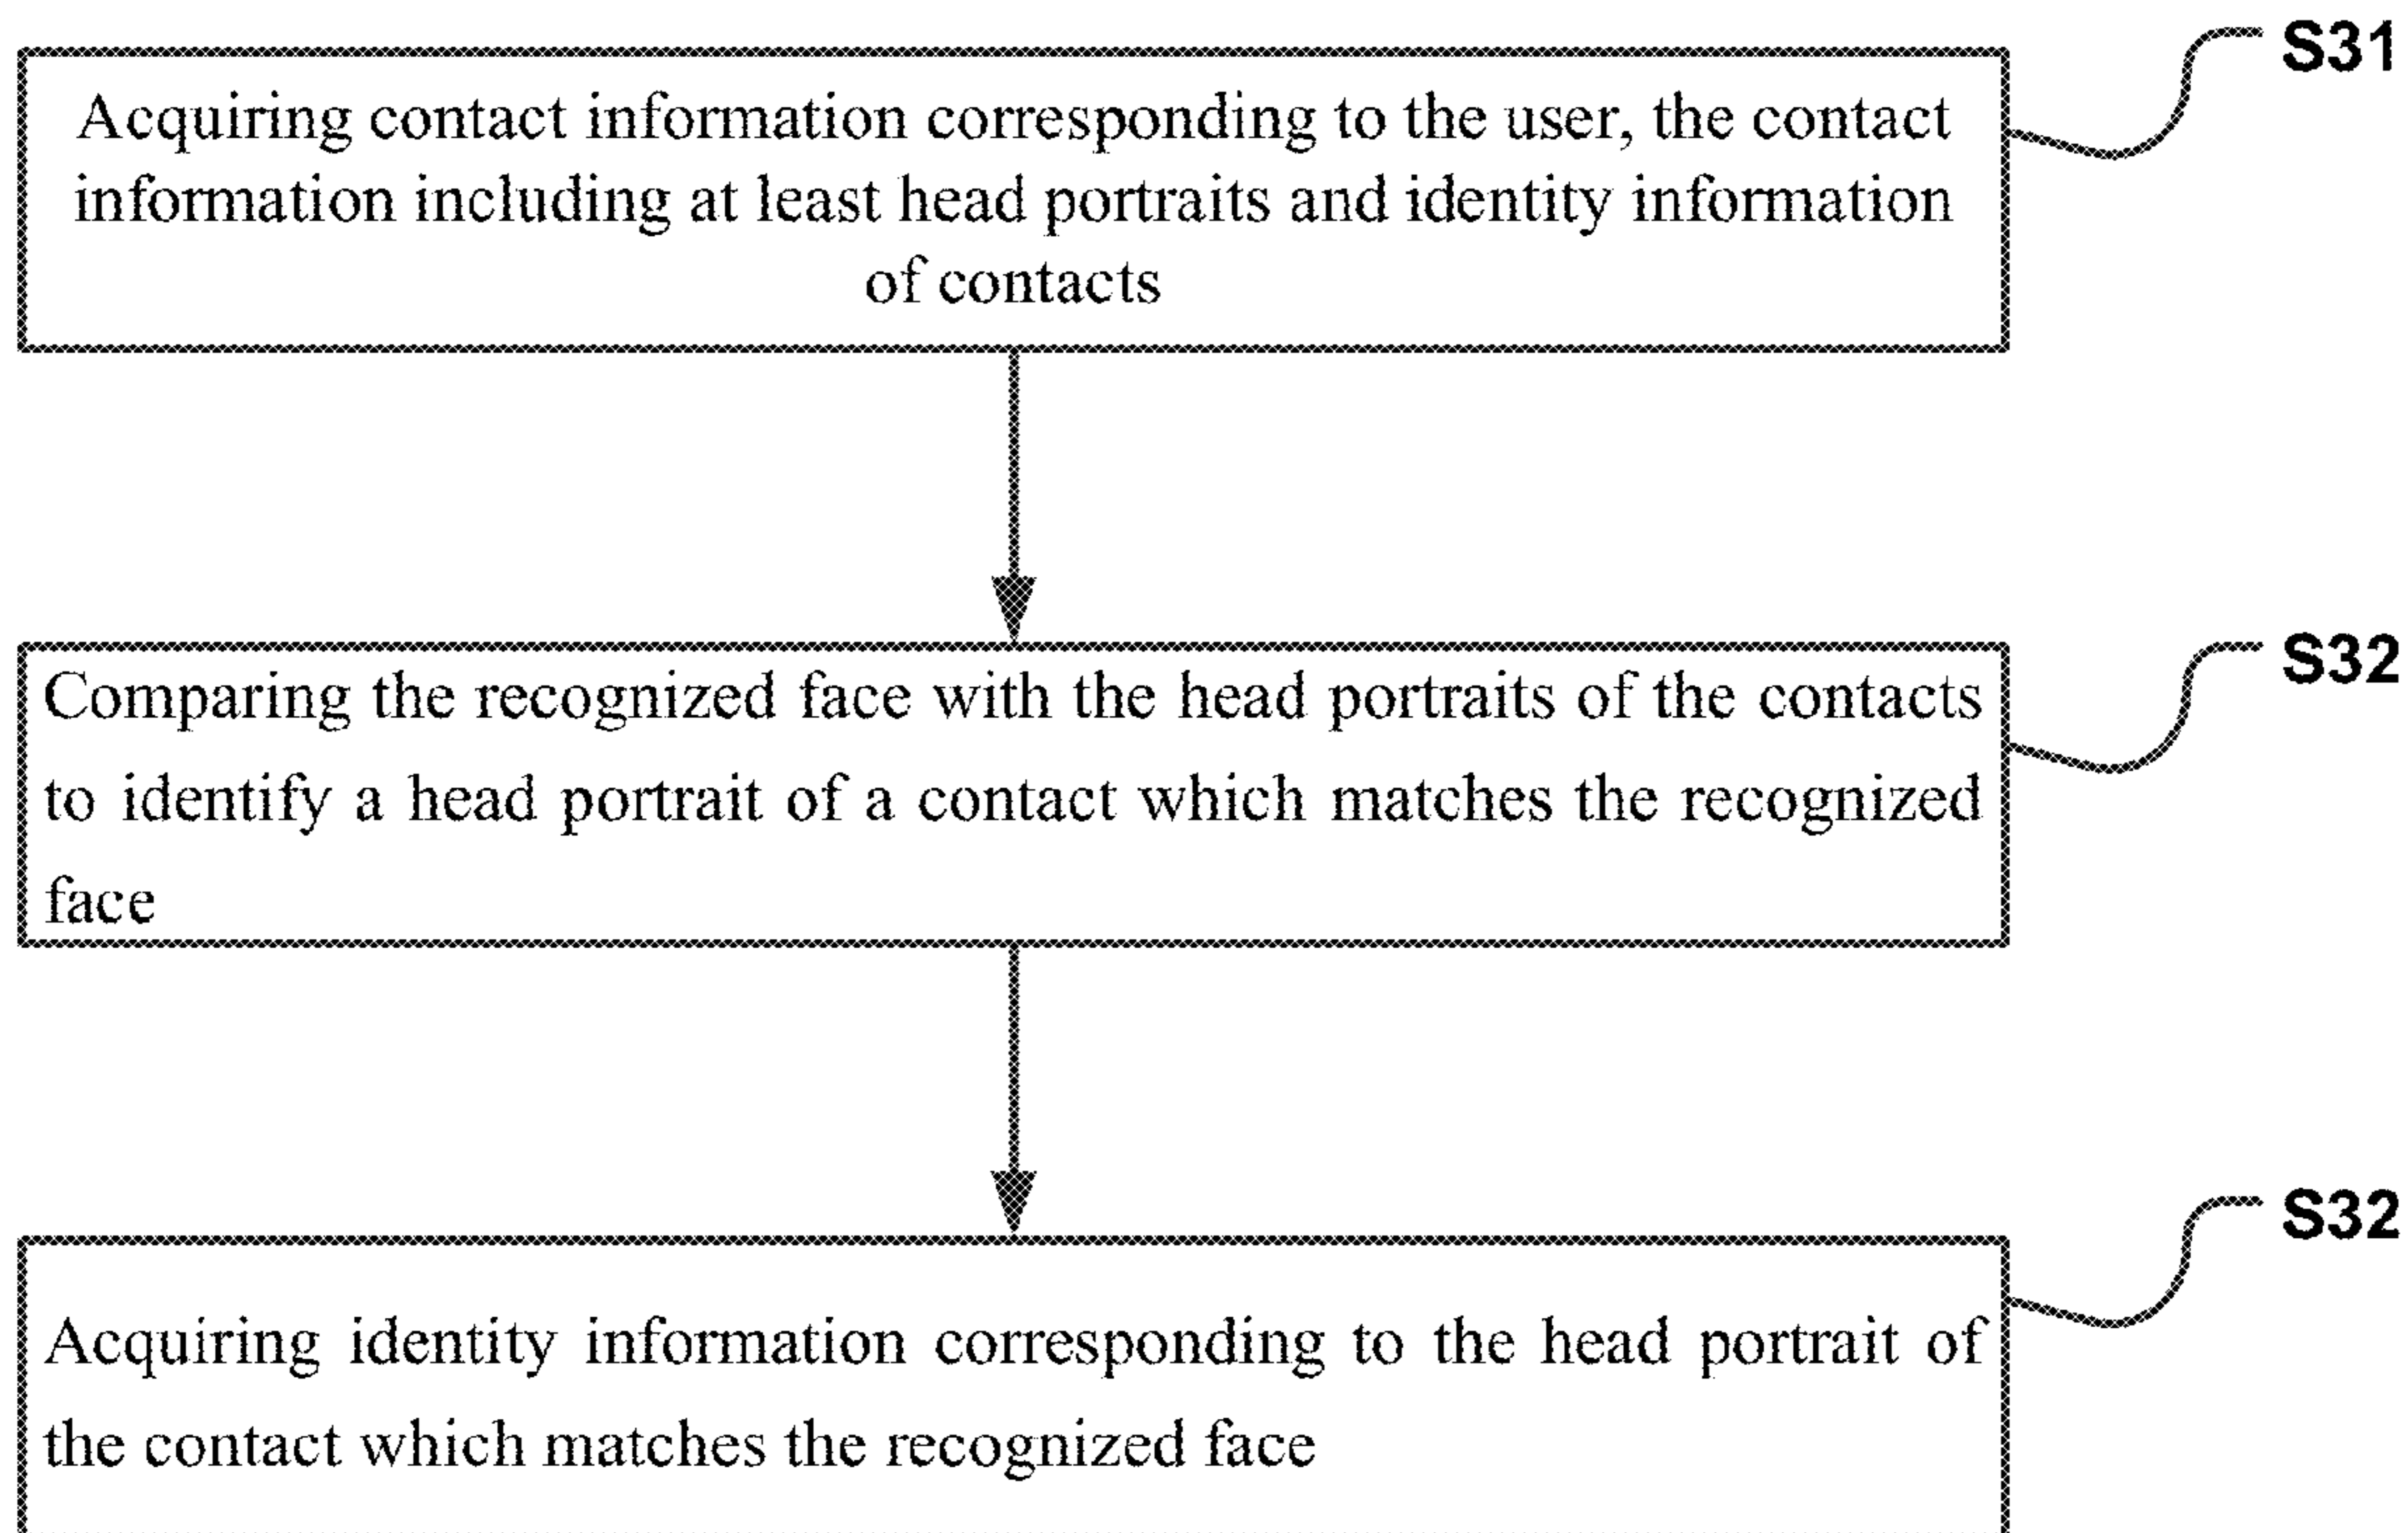 S31
Acquiring contact information corresponding to the user, the contact
information including at least head portraits and identity information
of contacts
S32
Comparing the recognized face with the head portraits of the contacts
to identify a head portrait of a contact which matches the recognized
face
S32
Acquiring identity information corresponding to the head portrait of
the contact which matches the recognized face